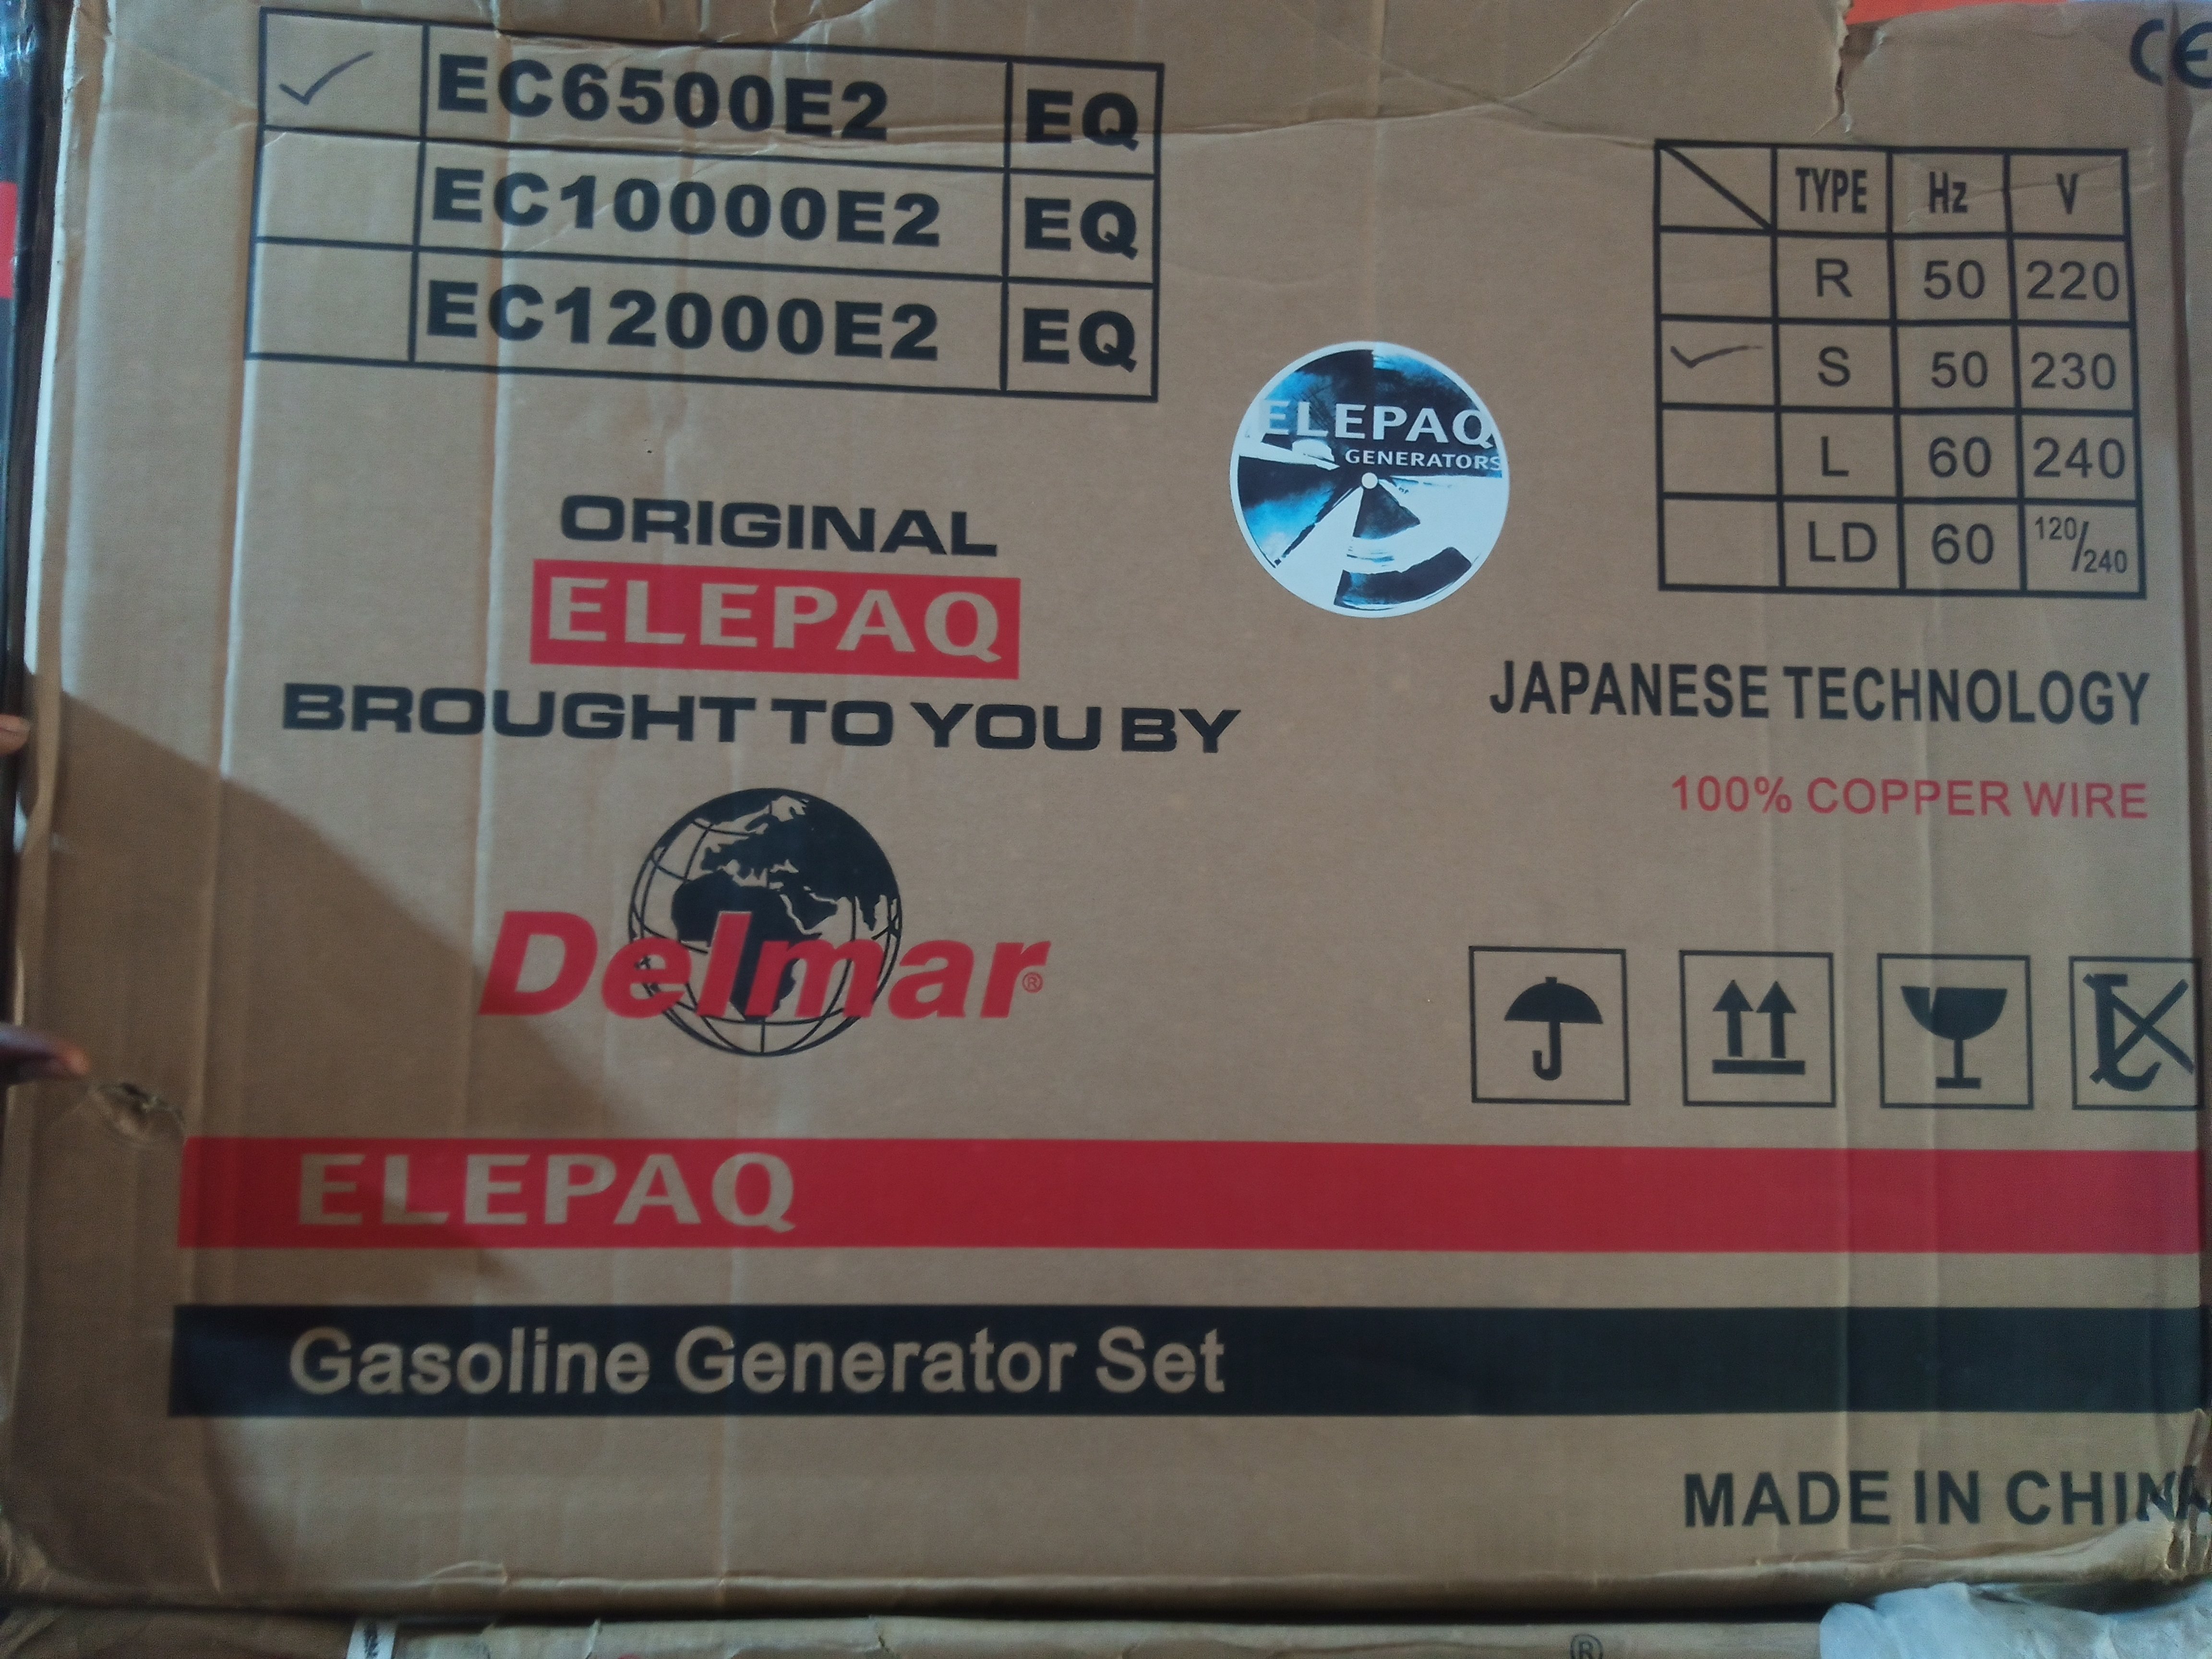 EC6500E2 EQ
EC10000E2 EQ
EC12000E2 EQ
CE
TYPE Hz V
R 50 220
S 50 230
L 60 240
LD 60 120/240
ELEPAQ
GENERATORS
ORIGINAL
ELEPAQ
BROUGHT TO YOU BY
Delmar®
JAPANESE TECHNOLOGY
100% COPPER WIRE
ELEPAQ
Gasoline Generator Set
MADE IN CHINA
®